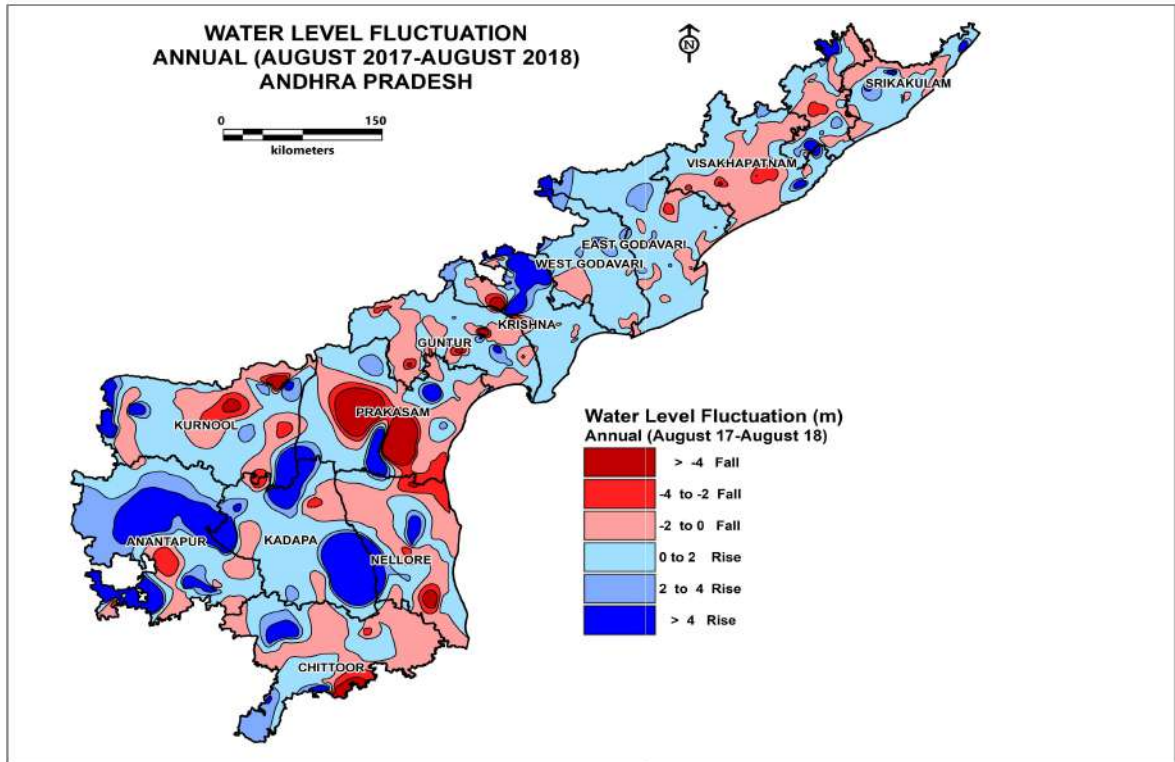 WATER LEVEL FLUCTUATION
ANNUAL (AUGUST 2017-AUGUST 2018)
ANDHRA PRADESH
N
0 150
kilometers
SRIKAKULAM
VISAKHAPATNAM
EAST GODAVARI
WEST GODAVARI
KRISHNA
GUNTUR
PRAKASAM
KURNOOL
ANANTAPUR
KADAPA
NELLORE
CHITTOOR
Water Level Fluctuation (m)
Annual (August 17-August 18)
> -4 Fall
-4 to -2 Fall
-2 to 0 Fall
0 to 2 Rise
2 to 4 Rise
> 4 Rise